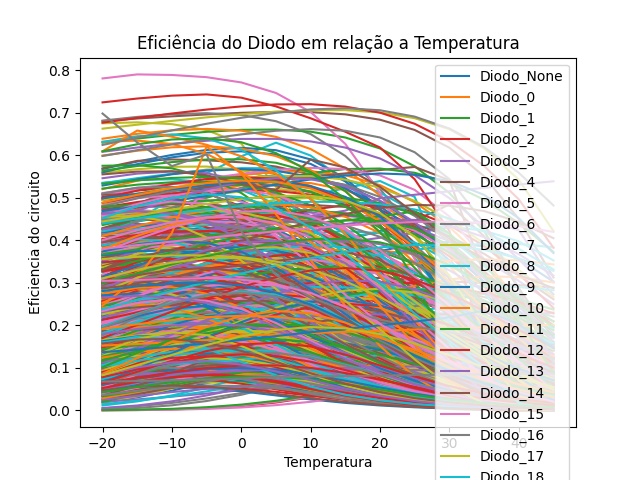 Eficiência do Diodo em relação a Temperatura
Eficiencia do circuito
0.8
0.7
0.6
0.5
0.4
0.3
0.2
0.1
0.0
−20
−10
0
10
20
30
40
Temperatura
Diodo_None
Diodo_0
Diodo_1
Diodo_2
Diodo_3
Diodo_4
Diodo_5
Diodo_6
Diodo_7
Diodo_8
Diodo_9
Diodo_10
Diodo_11
Diodo_12
Diodo_13
Diodo_14
Diodo_15
Diodo_16
Diodo_17
Diodo_18